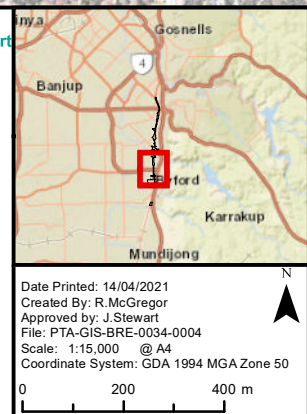 inya
Gosnells
rt
4
Banjup
Byford
Karrakup
Mundijong
N
Date Printed: 14/04/2021
Created By: R.McGregor
Approved by: J.Stewart
File: PTA-GIS-BRE-0034-0004
Scale: 1:15,000 @ A4
Coordinate System: GDA 1994 MGA Zone 50
0 200 400 m